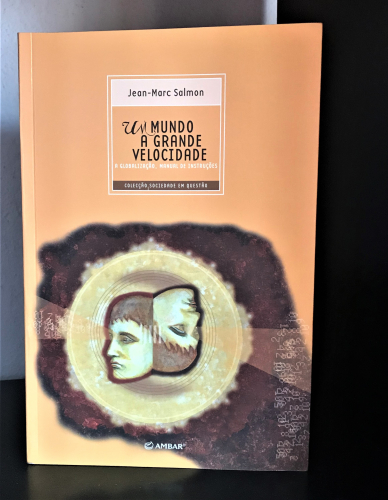 Jean-Marc Salmon
UM MUNDO
A GRANDE
VELOCIDADE
A GLOBALIZAÇÃO - MANUAL DE INSTRUÇÕES
COLECÇÃO SOCIEDADE EM QUESTÃO
AMBAR